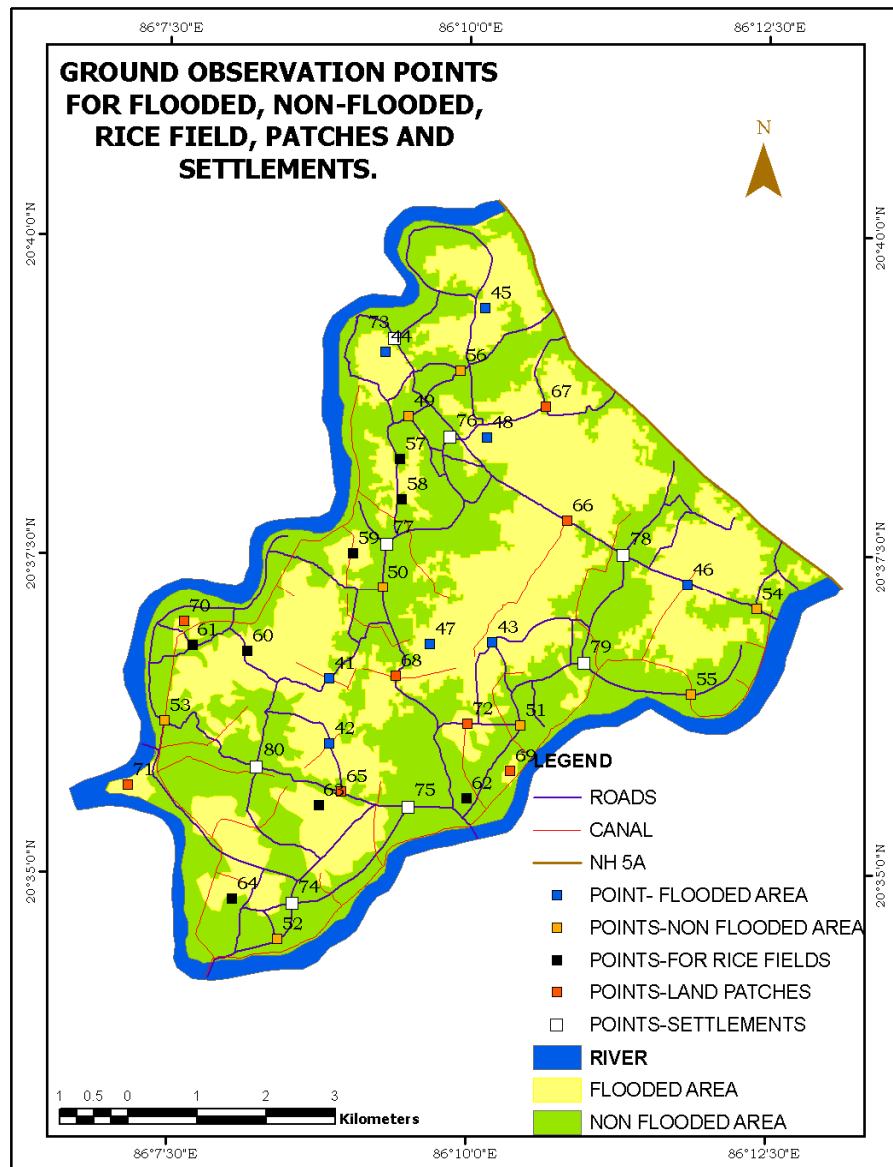 86°7'30"E 86°10'0"E 86°12'30"E
GROUND OBSERVATION POINTS
FOR FLOODED, NON-FLOODED,
RICE FIELD, PATCHES AND
SETTLEMENTS.
N
20°4'0"N 20°4'0"N
45
73
44
56
67
49
76 48
57
58
66
77
59
78
50
46
54
70
61
60
47
43
79
41
68
55
53
72
51
42
80
69
71
65
63
75
62
20°37'30"N 20°37'30"N
64
74
52
20°35'0"N 20°35'0"N
LEGEND
ROADS
CANAL
NH 5A
POINT- FLOODED AREA
POINTS-NON FLOODED AREA
POINTS-FOR RICE FIELDS
POINTS-LAND PATCHES
POINTS-SETTLEMENTS
RIVER
FLOODED AREA
NON FLOODED AREA
1 0.5 0 1 2 3
Kilometers
86°7'30"E 86°10'0"E 86°12'30"E